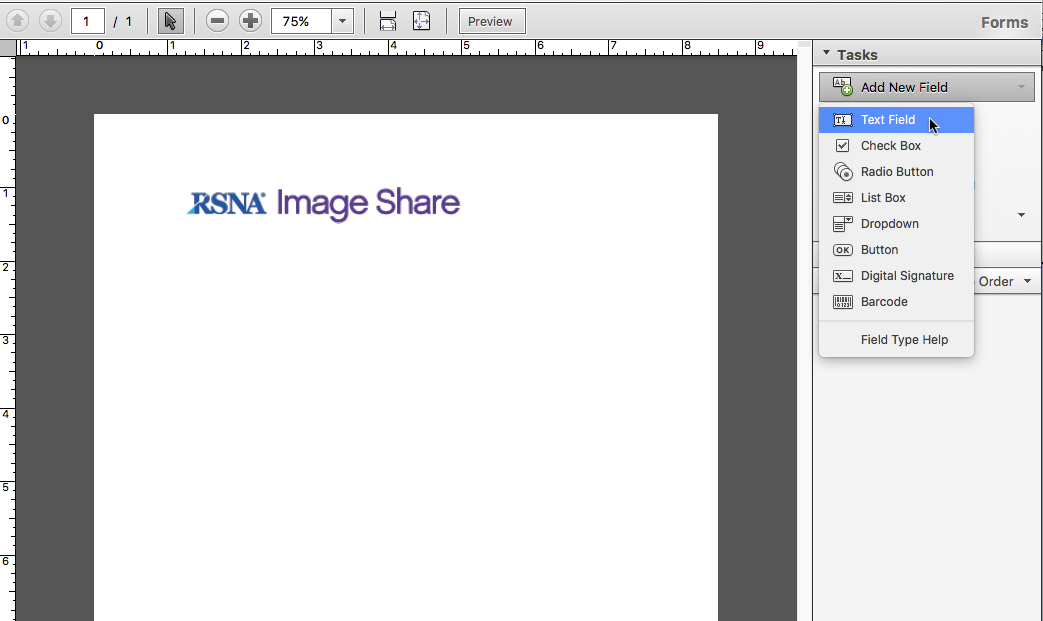 1 / 1 75% Preview Forms
1 0 1 2 3 4 5 6 7 8 9
Tasks
Add New Field
Text Field
Check Box
Radio Button
List Box
Dropdown
OK Button
Digital Signature
Barcode
Field Type Help
Order
0
1
2
3
4
5
6
RSNA® Image Share